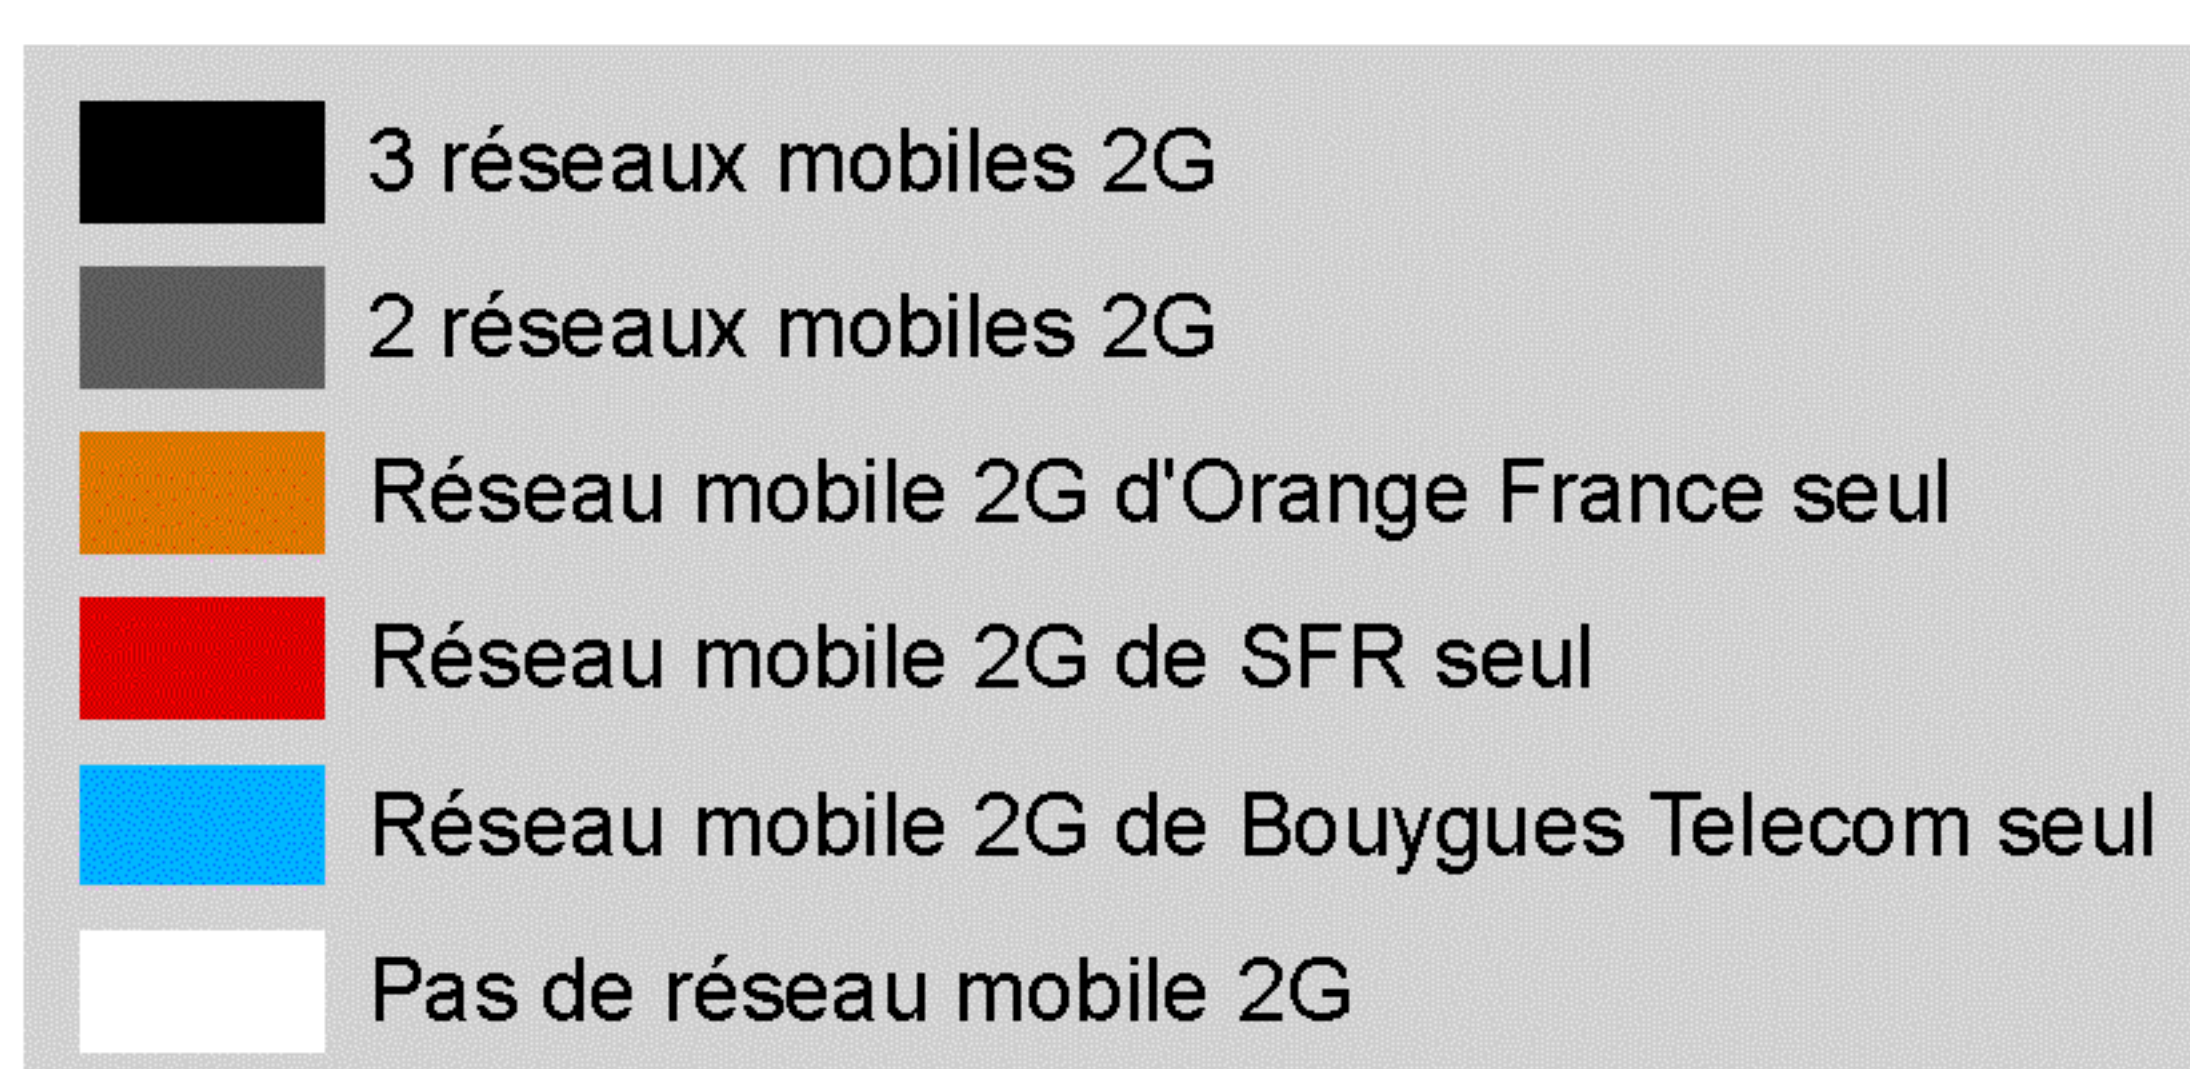 3 réseaux mobiles 2G
2 réseaux mobiles 2G
Réseau mobile 2G d'Orange France seul
Réseau mobile 2G de SFR seul
Réseau mobile 2G de Bouygues Telecom seul
Pas de réseau mobile 2G